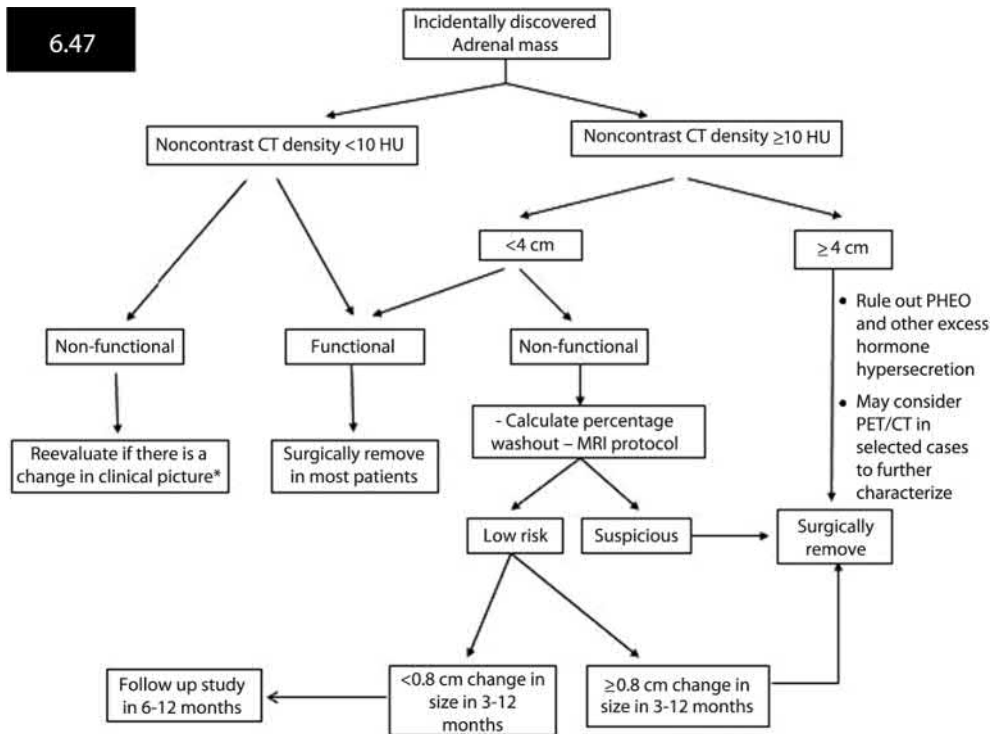 6.47
Incidentally discovered
Adrenal mass
Noncontrast CT density <10 HU
Noncontrast CT density ≥10 HU
<4 cm
≥ 4 cm
• Rule out PHEO
and other excess
hormone
hypersecretion
• May consider
PET/CT in
selected cases
to further
characterize
Non-functional
Functional
Non-functional
Reevaluate if there is a
change in clinical picture*
Surgically remove
in most patients
- Calculate percentage
washout – MRI protocol
Low risk
Suspicious
Surgically
remove
Follow up study
in 6-12 months
<0.8 cm change in
size in 3-12
months
≥0.8 cm change in
size in 3-12 months